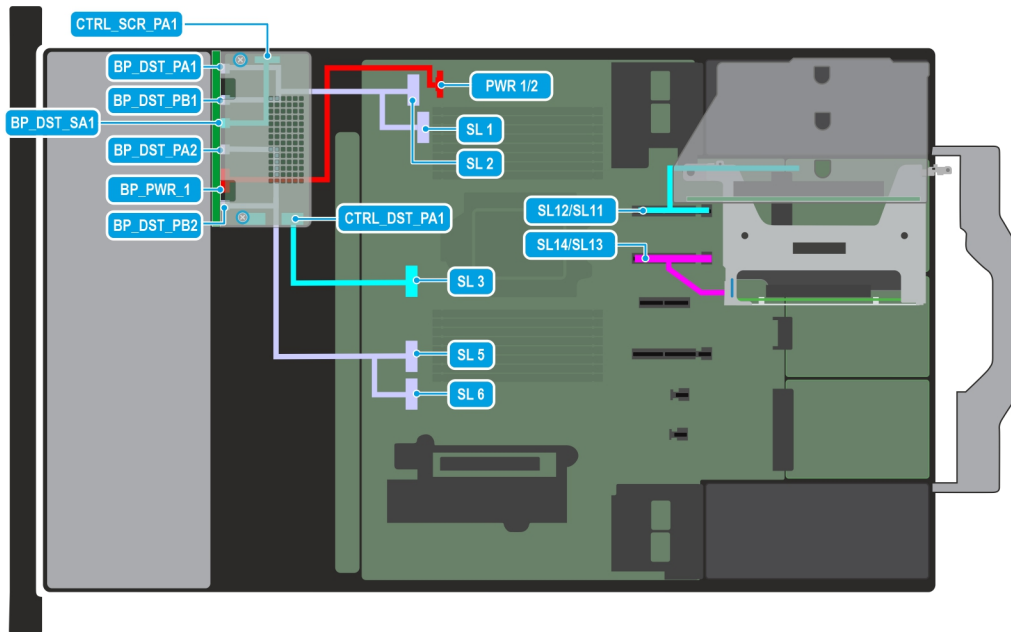 CTRL_SCR_PA1
BP_DST_PA1
BP_DST_PB1
BP_DST_SA1
BP_DST_PA2
BP_PWR_1
BP_DST_PB2
CTRL_DST_PA1
PWR 1/2
SL 1
SL 2
SL12/SL11
SL14/SL13
SL 3
SL 5
SL 6